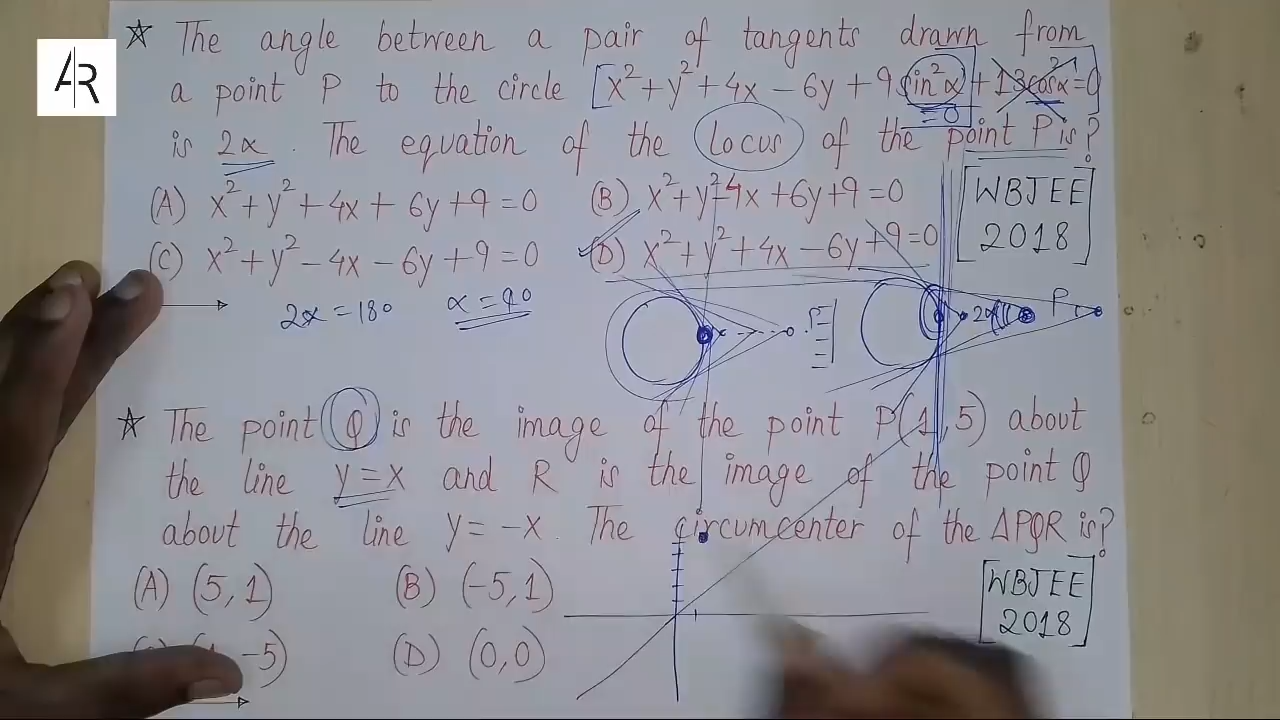 AR
☆ The angle between a pair of tangents drawn from
a point P to the circle [x²+y²+4x-6y+9sin²α+13cos²α=0
=0
is 2α. The equation of the Locus of the point P is?
(A) x²+y²+4x+6y+9=0 (B) x²+y²-4x+6y+9=0
(C) x²+y²-4x-6y+9=0 (D) x²+y²+4x-6y+9=0
[WBJEE 2018]
2α=180 α=90
P
2α
P
☆ The point Q is the image of the point P(1,5) about
the line y=x and R is the image of the point Q
about the line y=-x. The circumcenter of the ΔPQR is?
(A) (5,1) (B) (-5,1)
-5) (D) (0,0)
[WBJEE 2018]